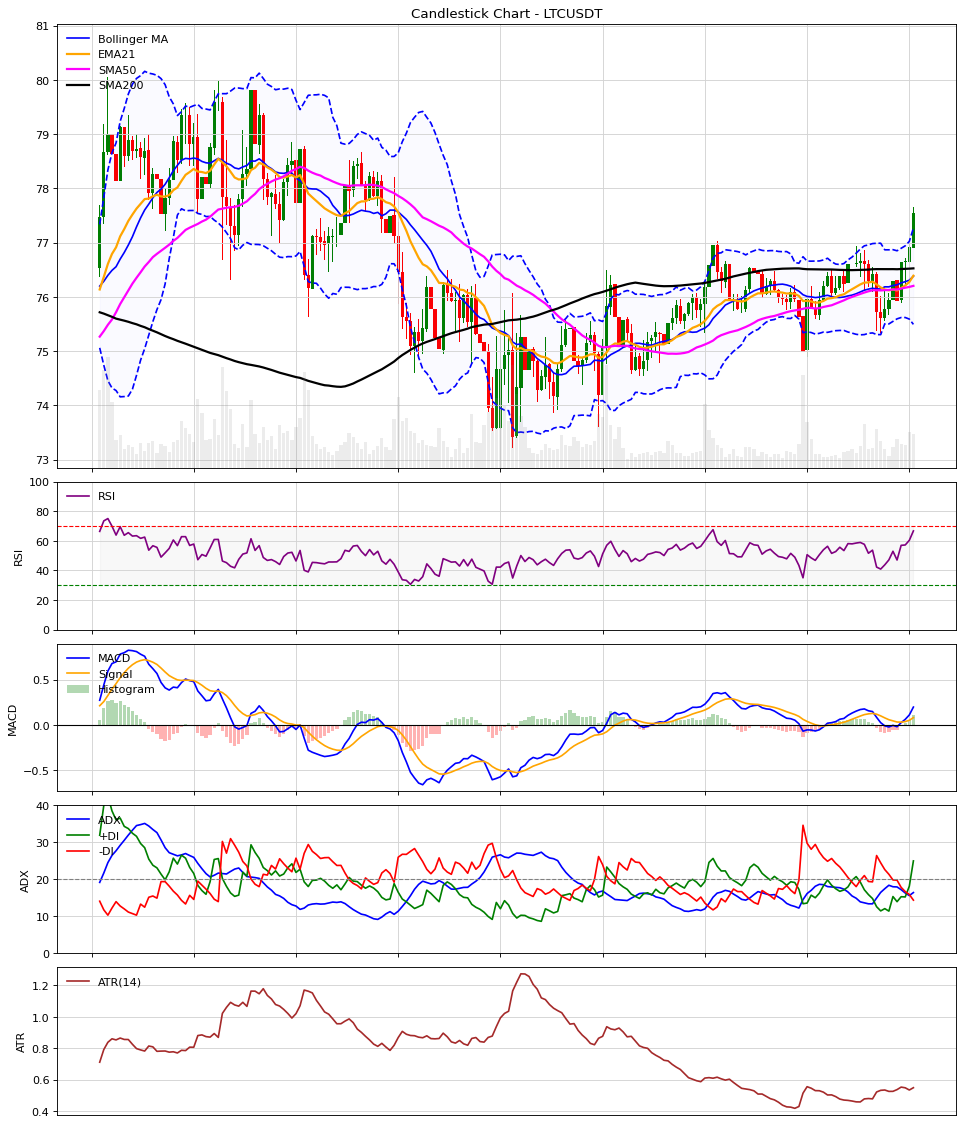 Candlestick Chart - LTCUSDT
81
80
79
78
77
76
75
74
73
Bollinger MA
EMA21
SMA50
SMA200
100
80
60
40
20
0
RSI
RSI
0.5
0.0
−0.5
MACD
MACD
Signal
Histogram
40
30
20
10
0
ADX
ADX
+DI
-DI
1.2
1.0
0.8
0.6
0.4
ATR
ATR(14)